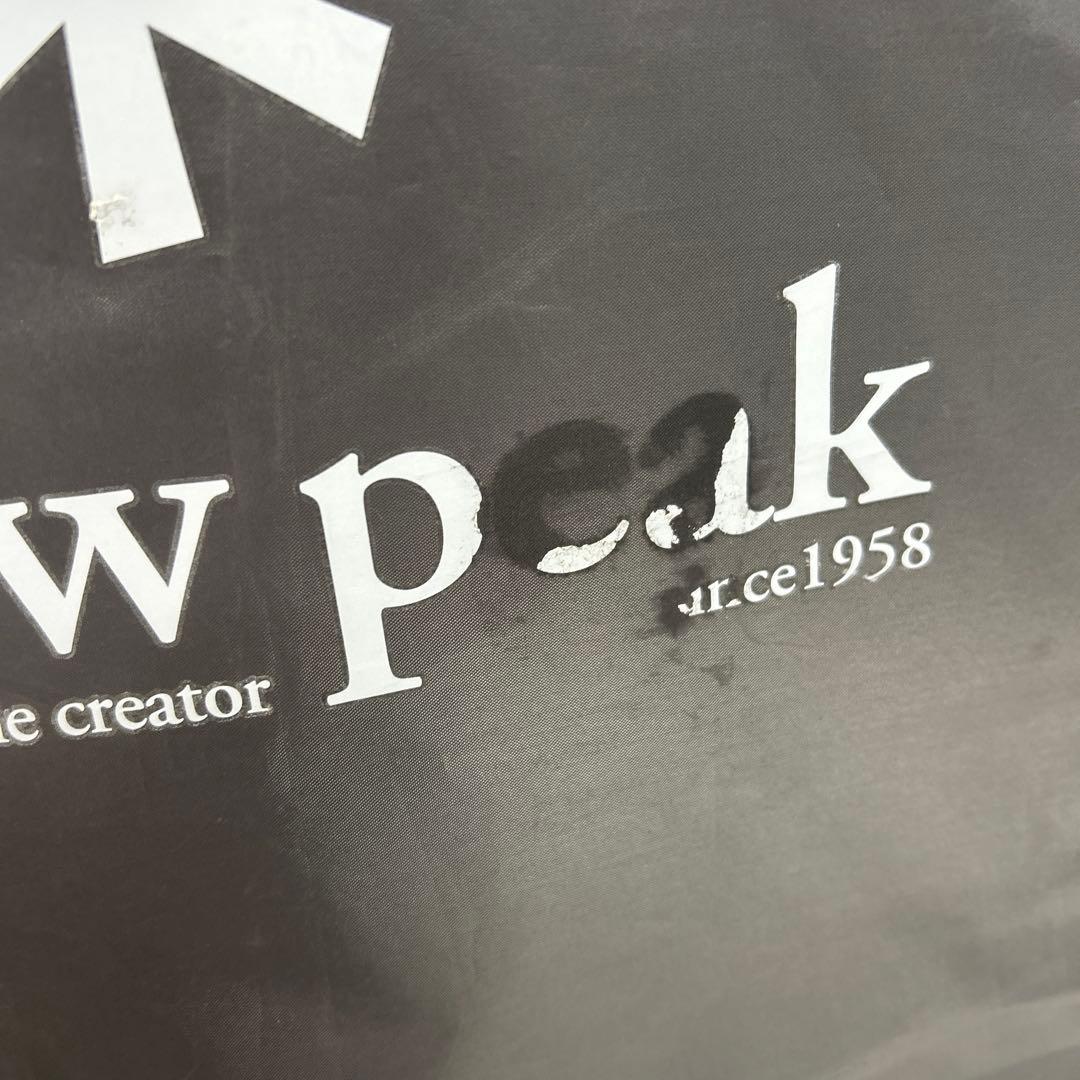 w peak
ce1958
e creator